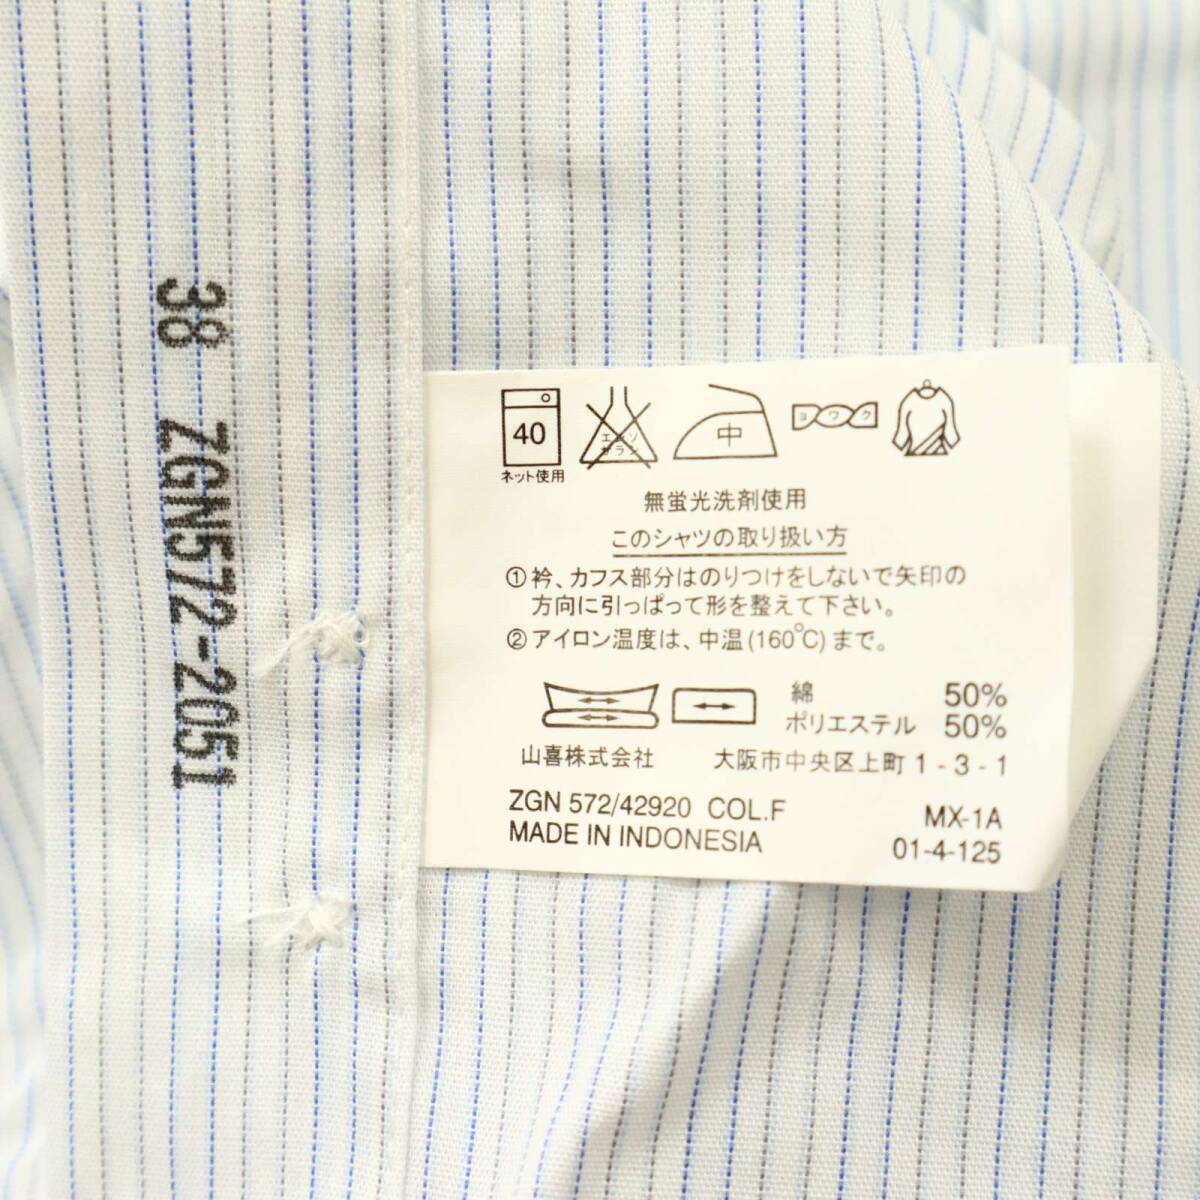 38 ZGN572-2051
40
エンソ
サラシ
中
ヨワク
ネット使用
無蛍光洗剤使用
このシャツの取り扱い方
①衿、カフス部分はのりつけをしないで矢印の
方向に引っぱって形を整えて下さい。
②アイロン温度は、中温(160℃)まで。
綿 50%
ポリエステル 50%
山喜株式会社 大阪市中央区上町1-3-1
ZGN 572/42920 COL.F MX-1A
MADE IN INDONESIA 01-4-125